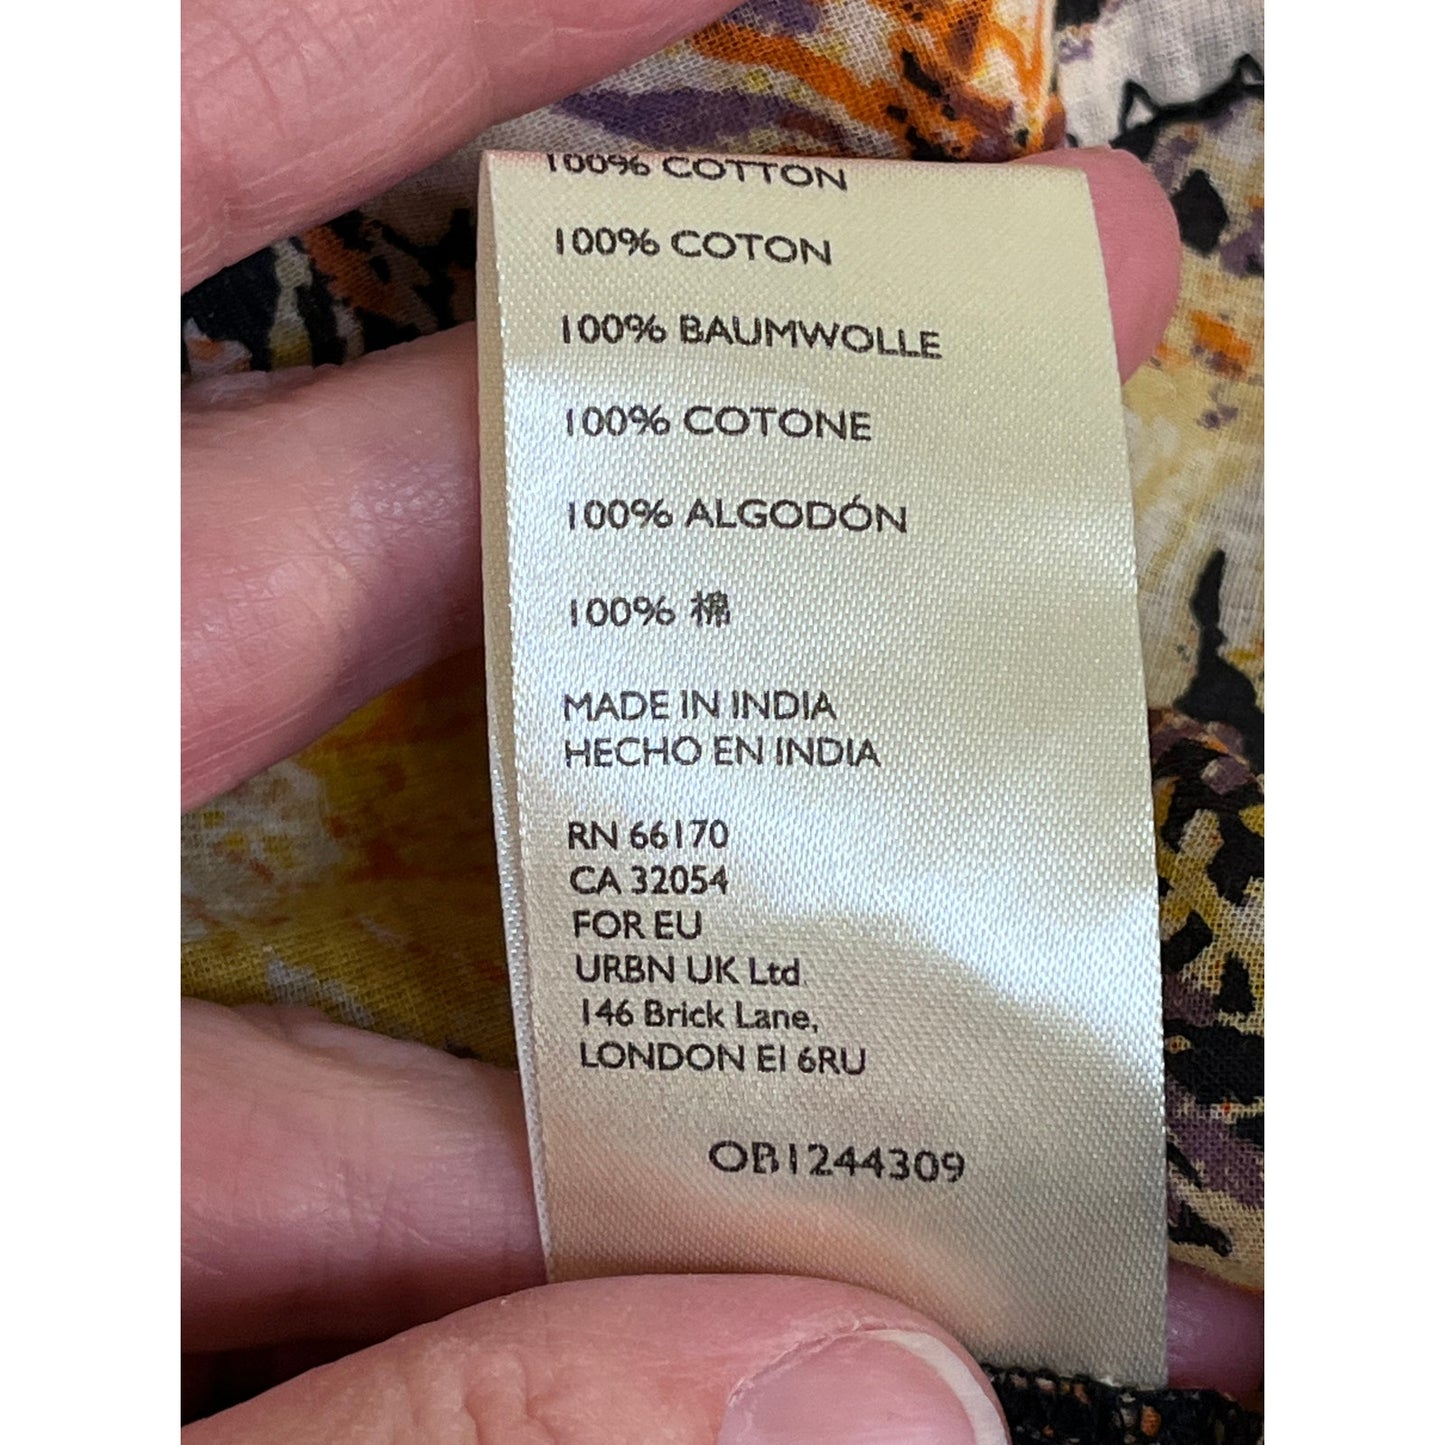 100% COTTON
100% COTON
100% BAUMWOLLE
100% COTONE
100% ALGODÓN
100% 棉
MADE IN INDIA
HECHO EN INDIA
RN 66170
CA 32054
FOR EU
URBN UK Ltd.
146 Brick Lane,
LONDON E1 6RU
OB1244309